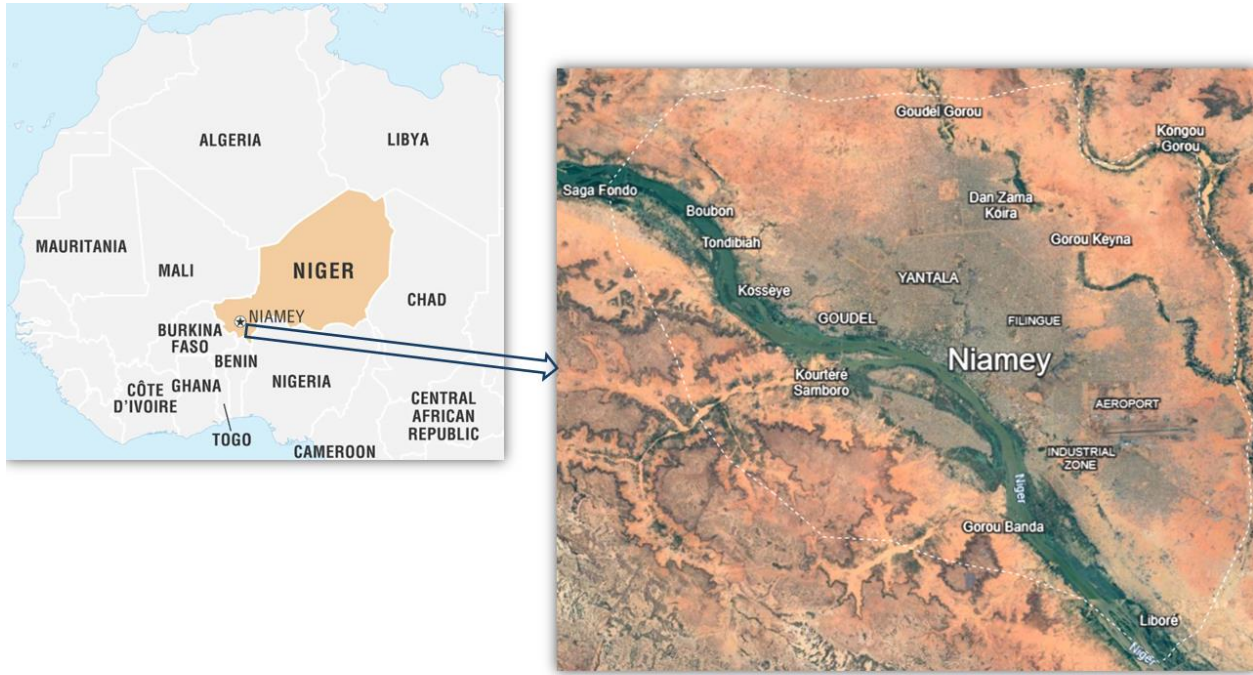 ALGERIA
LIBYA
MAURITANIA
MALI
NIGER
CHAD
NIAMEY
BURKINA
FASO
BENIN
NIGERIA
CÔTE
D'IVOIRE
GHANA
TOGO
CAMEROON
CENTRAL
AFRICAN
REPUBLIC
Goudel Gorou
Kongou
Gorou
Saga Fondo
Boubon
Dan Zama
Koira
Tondibiah
Gorou Keyna
YANTALA
Kossèye
GOUDEL
FILINGUE
Niamey
Kourtéré
Samboro
AEROPORT
INDUSTRIAL
ZONE
Niger
Gorou Banda
Liboré
Niger